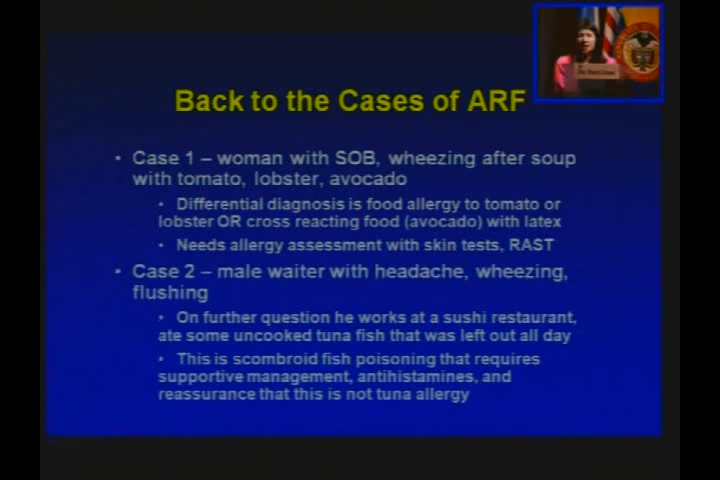 Back to the Cases of ARF
• Case 1 – woman with SOB, wheezing after soup
with tomato, lobster, avocado
• Differential diagnosis is food allergy to tomato or
lobster OR cross reacting food (avocado) with latex
• Needs allergy assessment with skin tests, RAST
• Case 2 – male waiter with headache, wheezing,
flushing
• On further question he works at a sushi restaurant,
ate some uncooked tuna fish that was left out all day
• This is scombroid fish poisoning that requires
supportive management, antihistamines, and
reassurance that this is not tuna allergy